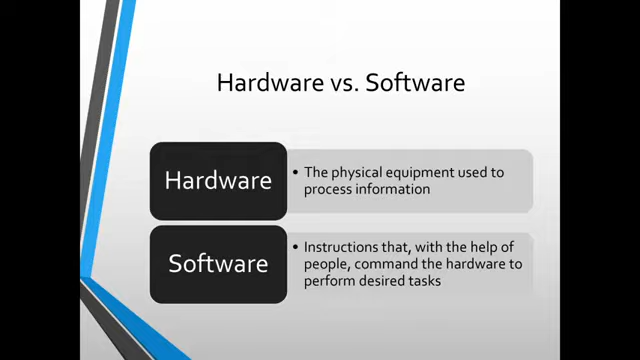 Hardware vs. Software
Hardware
• The physical equipment used to
process information
Software
• Instructions that, with the help of
people, command the hardware to
perform desired tasks